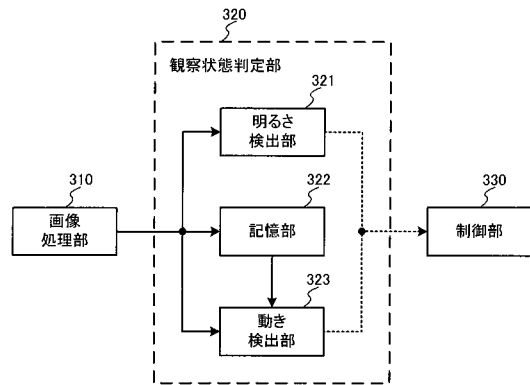 320
観察状態判定部
321
明るさ
検出部
310
画像
処理部
322
記憶部
330
制御部
323
動き
検出部